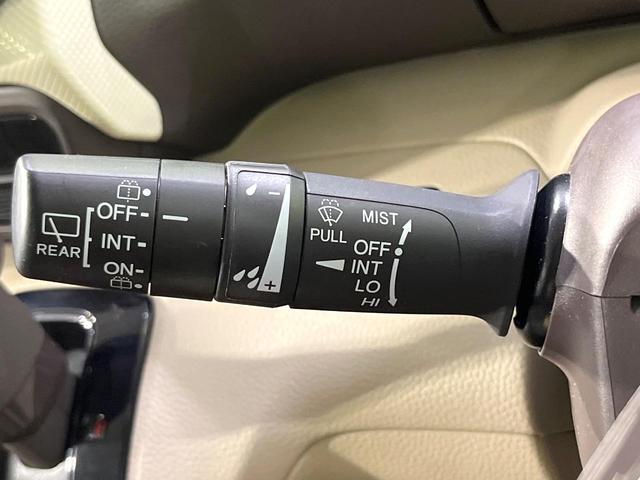 OFF
INT
REAR
ON
−
+
PULL
MIST
OFF
INT
LO
HI